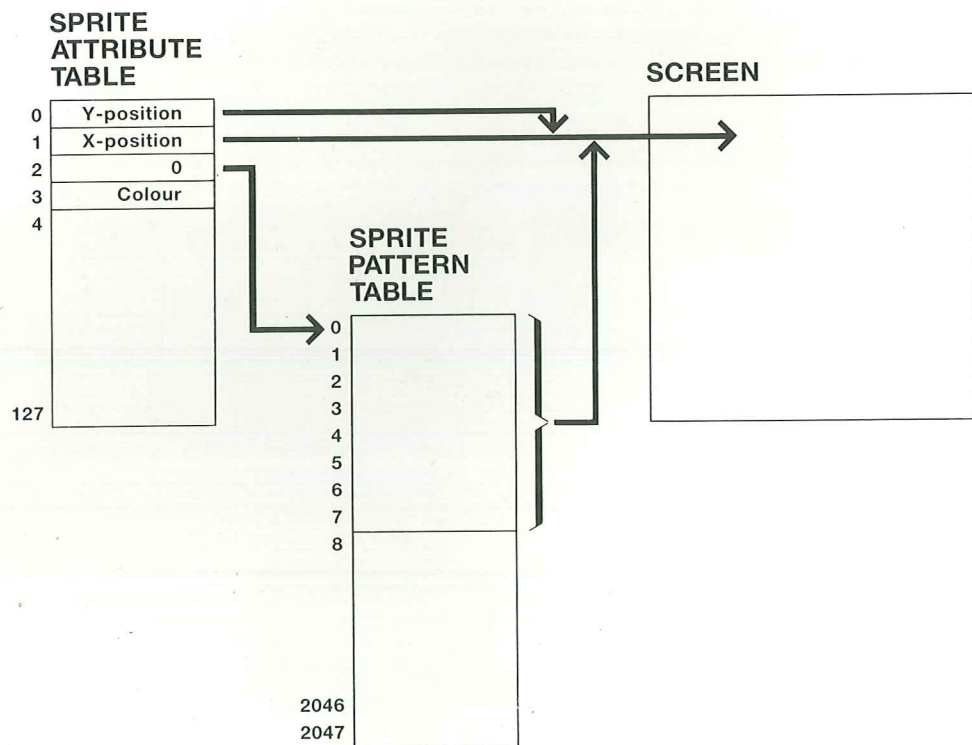 SPRITE
ATTRIBUTE
TABLE
0 Y-position
1 X-position
2 0
3 Colour
4
127
SCREEN
SPRITE
PATTERN
TABLE
0
1
2
3
4
5
6
7
8
2046
2047